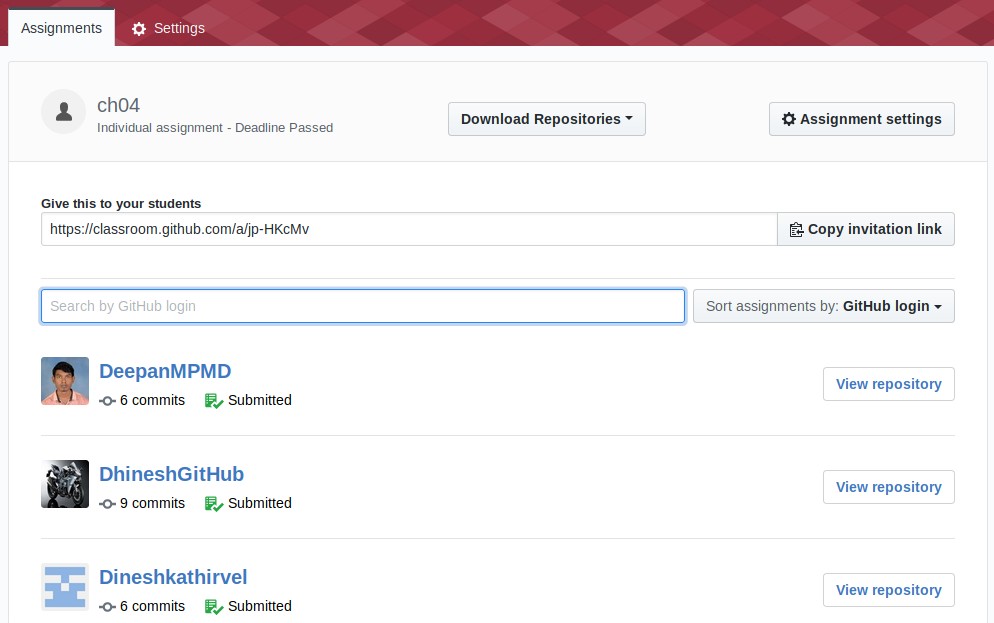 Assignments Settings
ch04
Individual assignment - Deadline Passed
Download Repositories
Assignment settings
Give this to your students
https://classroom.github.com/a/jp-HKcMv
Copy invitation link
Search by GitHub login
Sort assignments by: GitHub login
DeepanMPMD
6 commits Submitted
View repository
DhineshGitHub
9 commits Submitted
View repository
Dineshkathirvel
6 commits Submitted
View repository